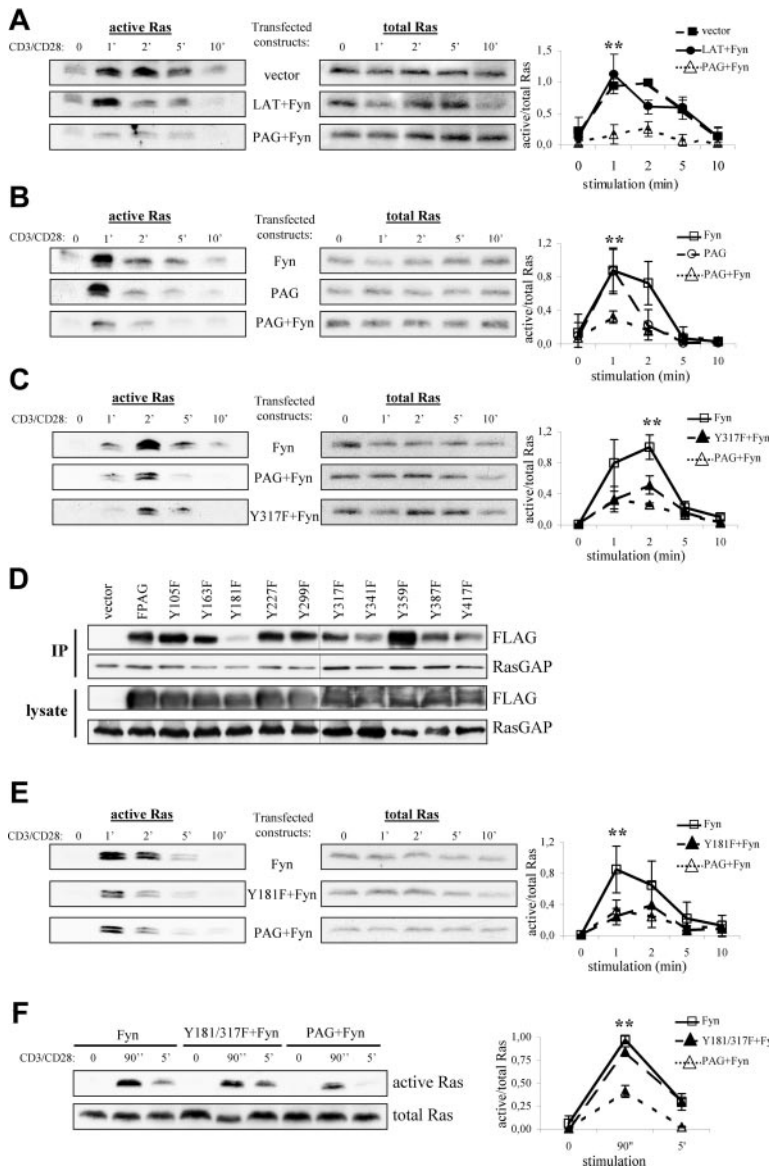 A
active Ras
Transfected constructs:
total Ras
CD3/CD28: 0 1' 2' 5' 10'
0 1' 2' 5' 10'
vector
LAT+Fyn
PAG+Fyn
vector
LAT+Fyn
PAG+Fyn
**
active/total Ras
1,5
1,0
0,5
0,0
0 1 2 5 10
stimulation (min)
B
active Ras
Transfected constructs:
total Ras
CD3/CD28: 0 1' 2' 5' 10'
0 1' 2' 5' 10'
Fyn
PAG
PAG+Fyn
Fyn
PAG
PAG+Fyn
**
active/total Ras
1,2
0,8
0,4
0,0
0 1 2 5 10
stimulation (min)
C
active Ras
Transfected constructs:
total Ras
CD3/CD28: 0 1' 2' 5' 10'
0 1' 2' 5' 10'
Fyn
PAG+Fyn
Y317F+Fyn
Fyn
Y317F+Fyn
PAG+Fyn
**
active/total Ras
1,2
0,8
0,4
0
0 1 2 5 10
stimulation (min)
D
vector FPAG Y105F Y163F Y181F Y227F Y299F Y317F Y341F Y359F Y387F Y417F
IP
FLAG
RasGAP
lysate
FLAG
RasGAP
E
active Ras
Transfected constructs:
total Ras
CD3/CD28: 0 1' 2' 5' 10'
0 1' 2' 5' 10'
Fyn
Y181F+Fyn
PAG+Fyn
Fyn
Y181F+Fyn
PAG+Fyn
**
active/total Ras
1,2
0,8
0,4
0,0
0 1 2 5 10
stimulation (min)
F
Fyn Y181/317F+Fyn PAG+Fyn
CD3/CD28: 0 90'' 5' 0 90'' 5' 0 90'' 5'
active Ras
total Ras
Fyn
Y181/317F+Fy
PAG+Fyn
**
active/total Ras
1,00
0,75
0,50
0,25
0,00
0 90" 5'
stimulation